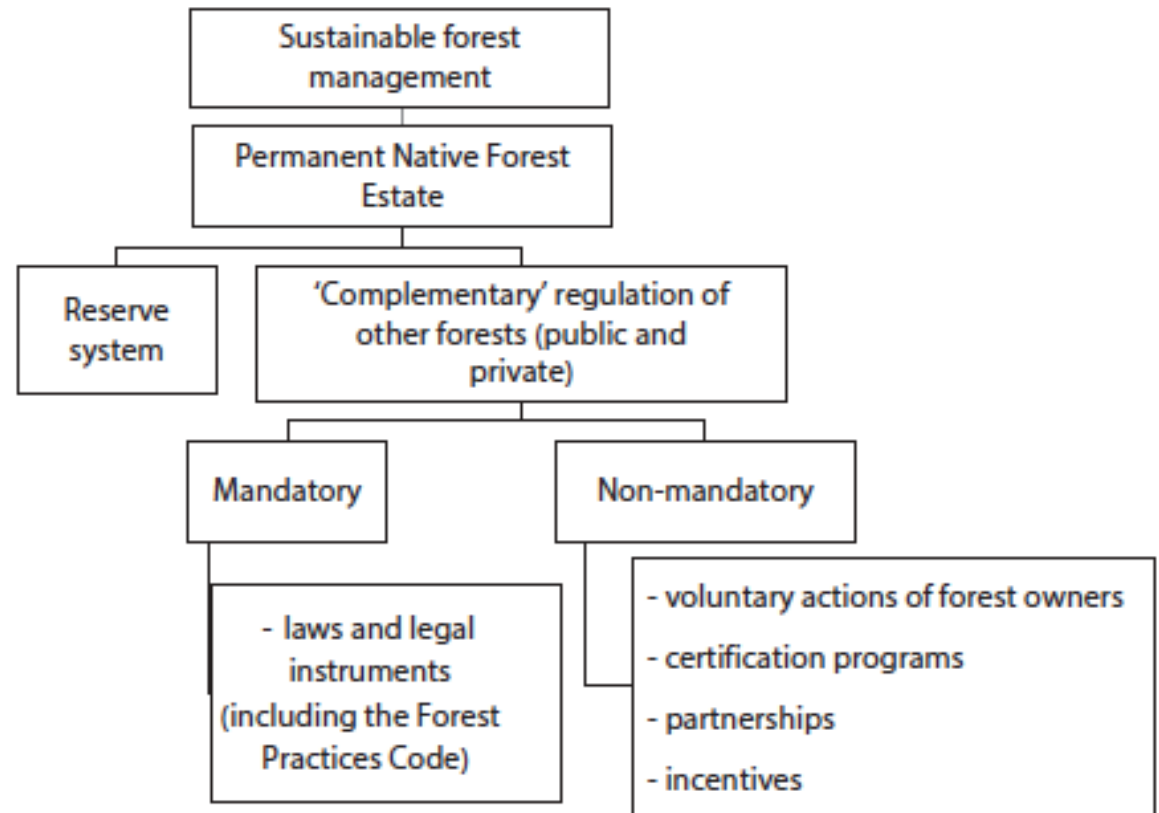 Sustainable forest
management
Permanent Native Forest
Estate
Reserve
system
‘Complementary’ regulation of
other forests (public and
private)
Mandatory
Non-mandatory
- laws and legal
instruments
(including the Forest
Practices Code)
- voluntary actions of forest owners
- certification programs
- partnerships
- incentives